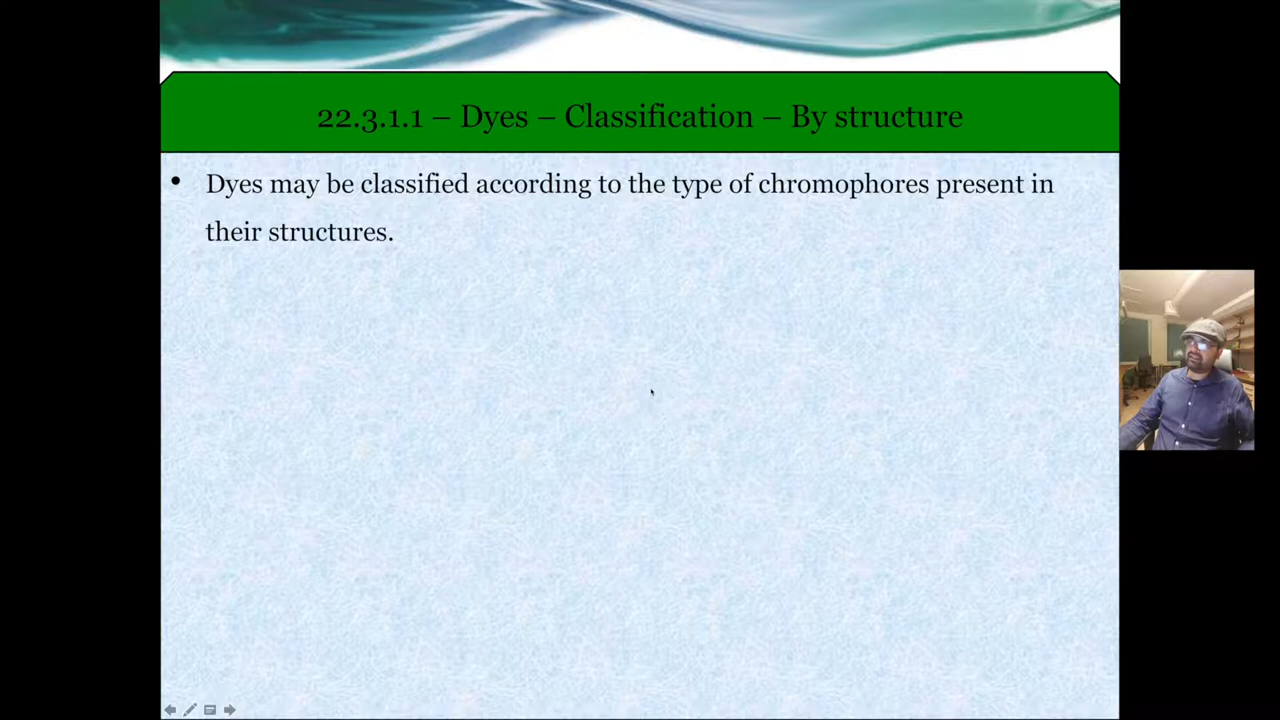 22.3.1.1 – Dyes – Classification – By structure
• Dyes may be classified according to the type of chromophores present in
their structures.